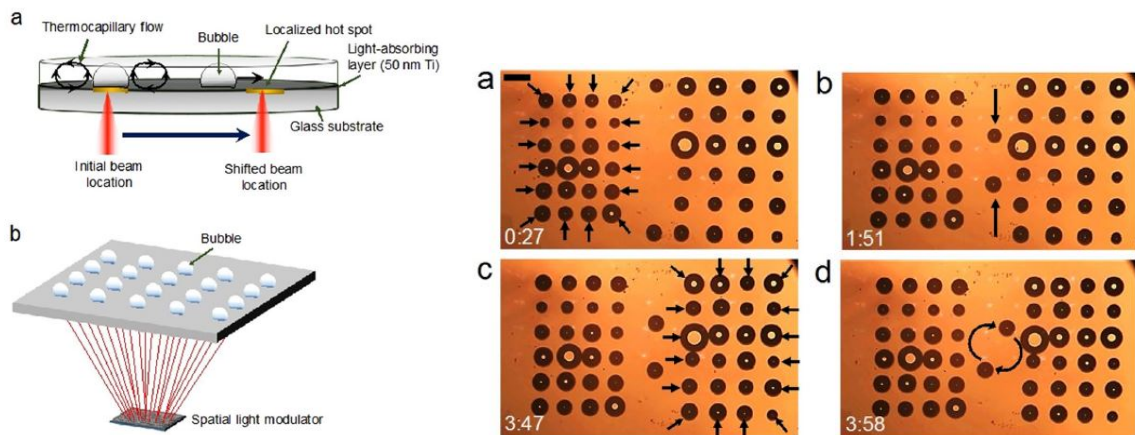 a
Thermocapillary flow
Bubble
Localized hot spot
Light-absorbing
layer (50 nm Ti)
Glass substrate
Initial beam
location
Shifted beam
location
b
Bubble
Spatial light modulator
a
0:27
b
1:51
c
3:47
d
3:58